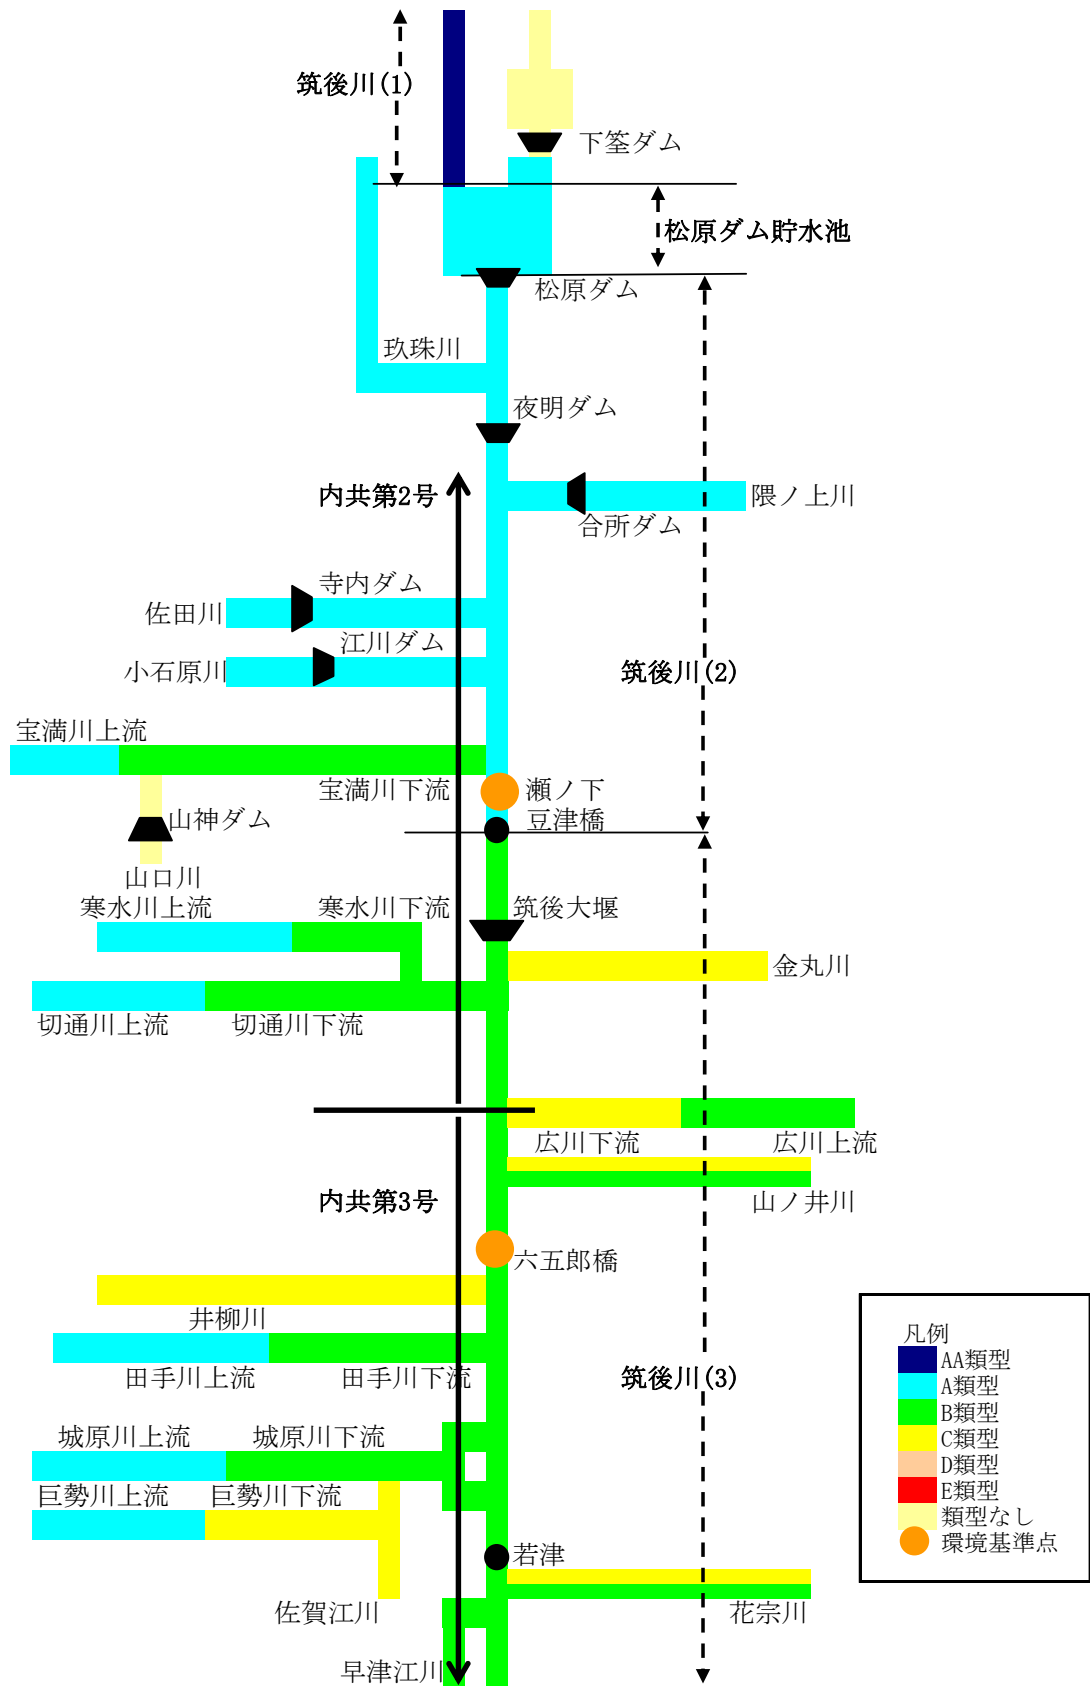 筑後川(1)
下筌ダム
松原ダム貯水池
松原ダム
玖珠川
夜明ダム
内共第2号
隈ノ上川
合所ダム
寺内ダム
佐田川
江川ダム
小石原川
筑後川(2)
宝満川上流
宝満川下流
瀬ノ下
豆津橋
山神ダム
山口川
寒水川上流
寒水川下流
筑後大堰
金丸川
切通川上流
切通川下流
広川下流
広川上流
山ノ井川
内共第3号
六五郎橋
井柳川
田手川上流
田手川下流
筑後川(3)
城原川上流
城原川下流
巨勢川上流
巨勢川下流
若津
佐賀江川
花宗川
早津江川
凡例
AA類型
A類型
B類型
C類型
D類型
E類型
類型なし
環境基準点